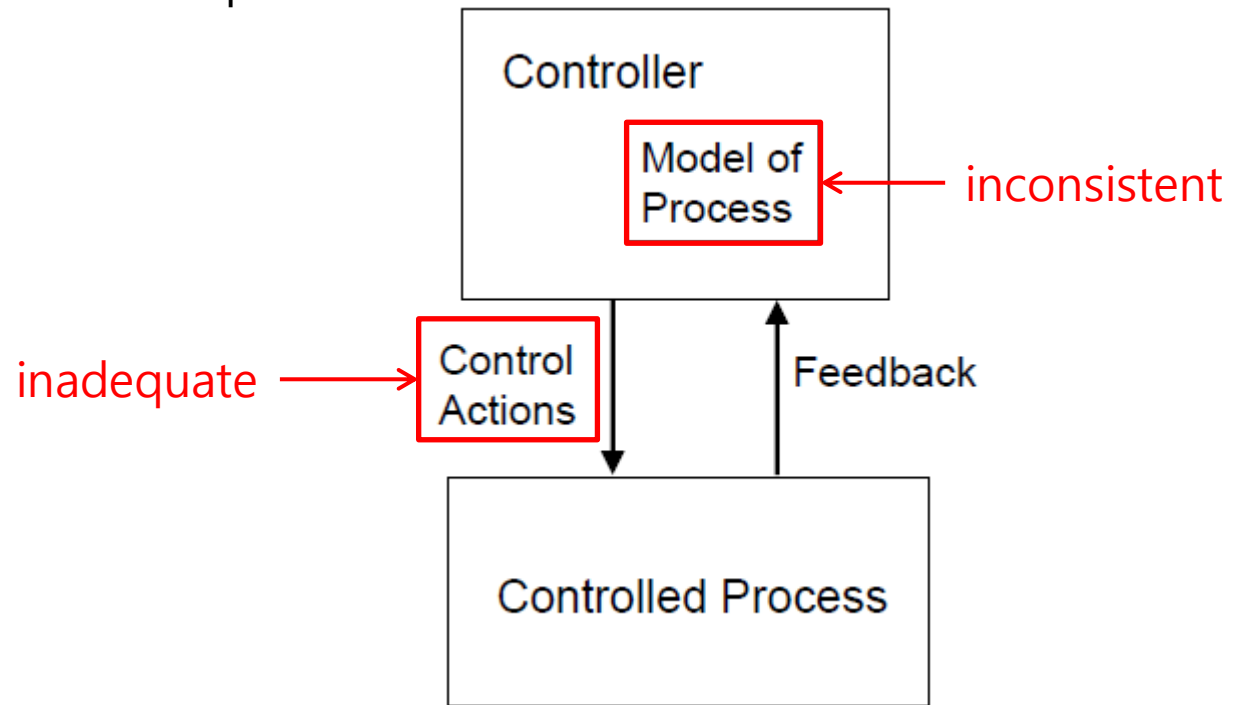 Controller
Model of
Process
inconsistent
inadequate
Control
Actions
Feedback
Controlled Process